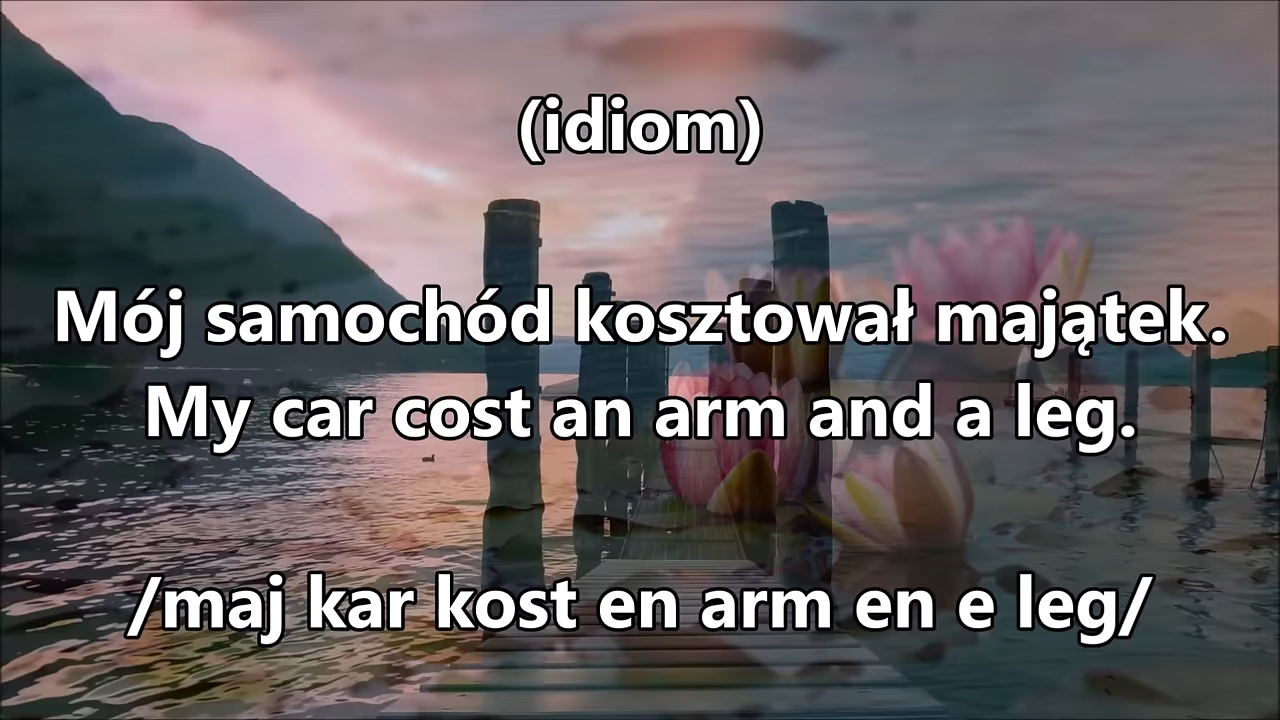 (idiom)
Mój samochód kosztował majątek.
My car cost an arm and a leg.
/maj kar kost en arm en e leg/